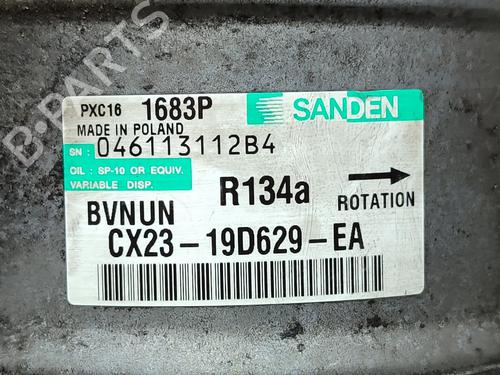 B-PARTS
PXC16 1683P SANDEN
MADE IN POLAND
SN: 046113112B4
OIL : SP-10 OR EQUIV.
VARIABLE DISP.
R134a
ROTATION
BVNUN
CX23-19D629-EA